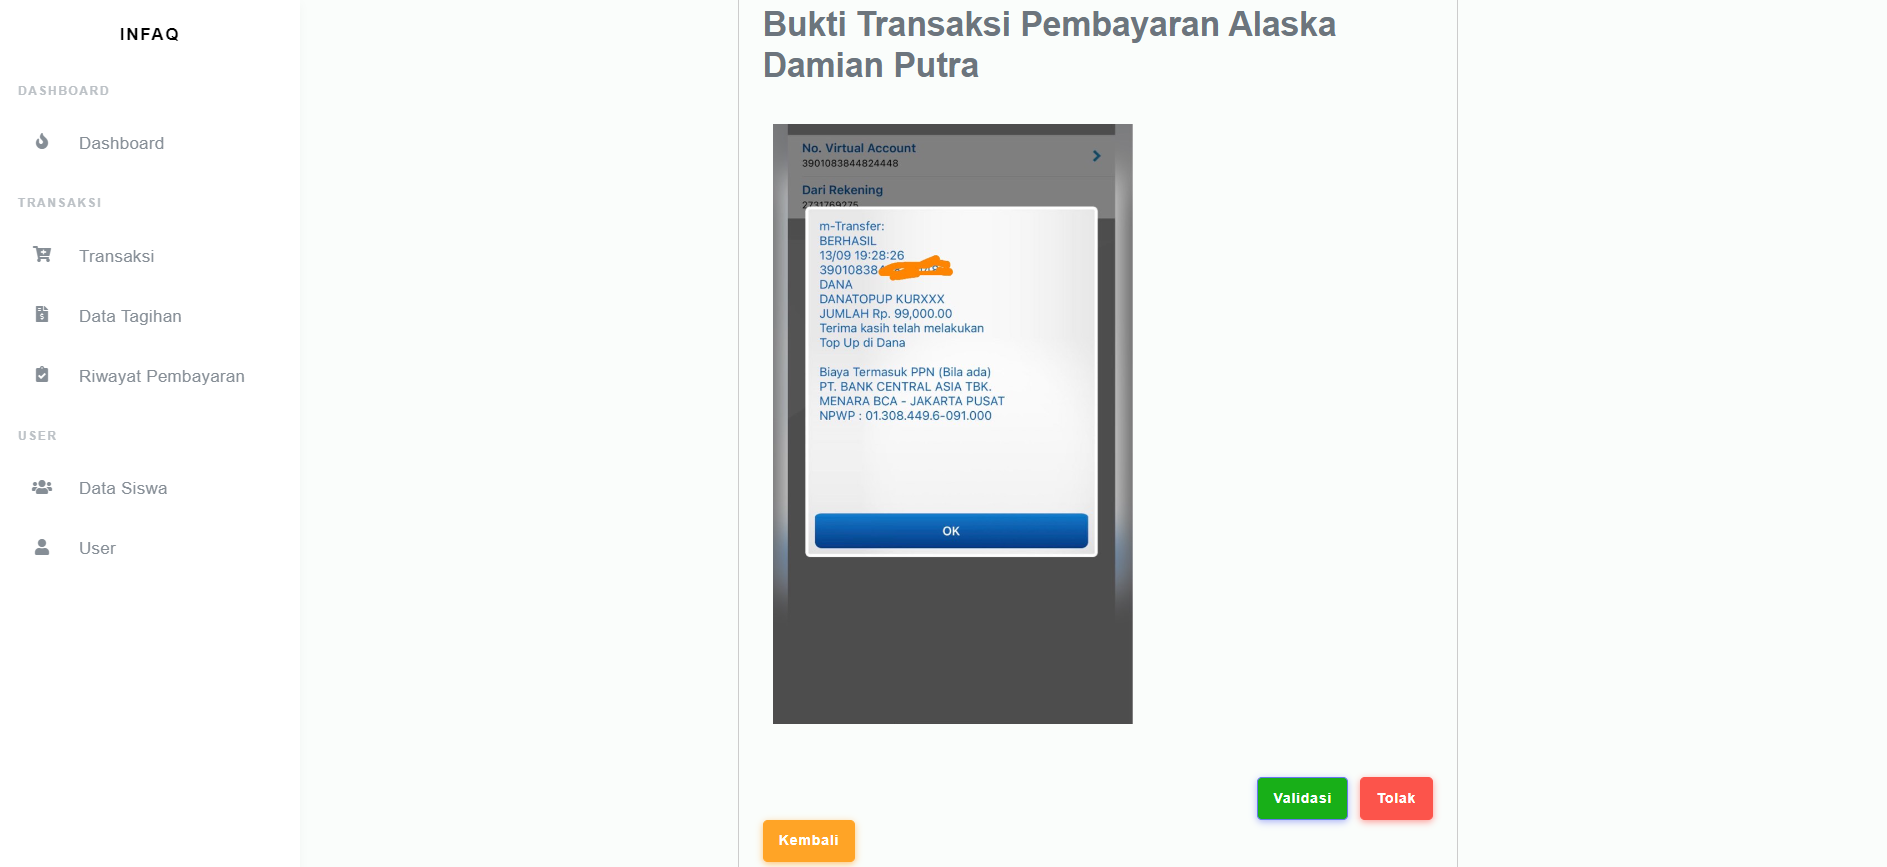 INFAQ
DASHBOARD
Dashboard
TRANSAKSI
Transaksi
Data Tagihan
Riwayat Pembayaran
USER
Data Siswa
User
Bukti Transaksi Pembayaran Alaska
Damian Putra
No. Virtual Account
3901083844824448
Dari Rekening
2731769275
m-Transfer:
BERHASIL
13/09 19:28:26
39010838
DANA
DANATOPUP KURXXX
JUMLAH Rp. 99,000.00
Terima kasih telah melakukan
Top Up di Dana
Biaya Termasuk PPN (Bila ada)
PT. BANK CENTRAL ASIA TBK.
MENARA BCA - JAKARTA PUSAT
NPWP : 01.308.449.6-091.000
OK
Validasi
Tolak
Kembali